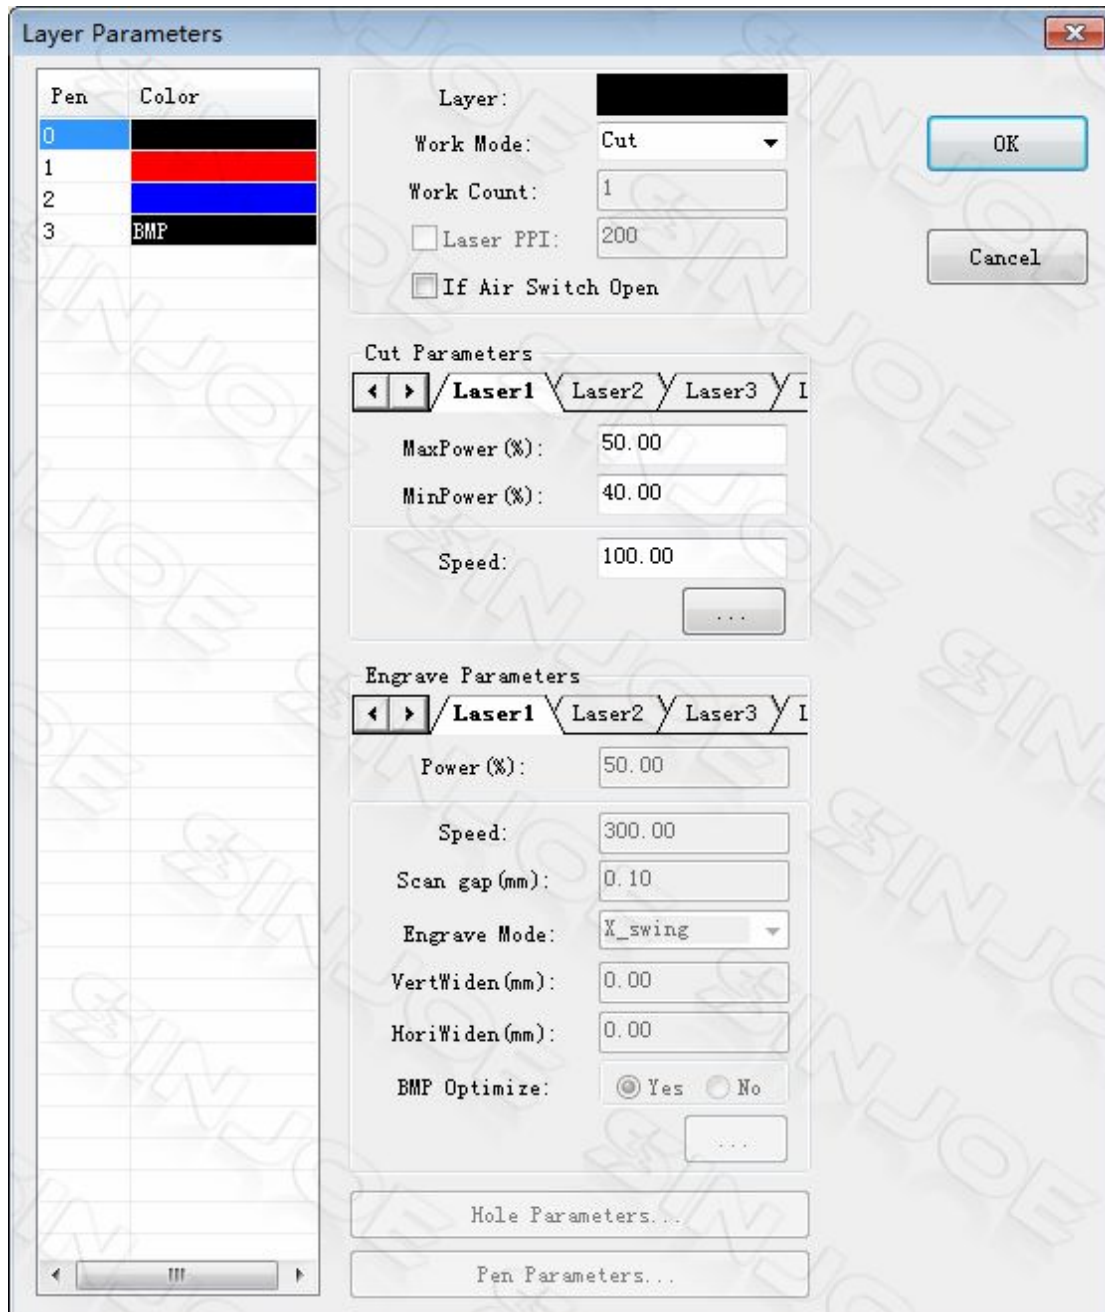 Layer Parameters
Pen Color
0
1
2
3 BMP
Layer:
Work Mode: Cut
Work Count: 1
Laser PPI: 200
If Air Switch Open
OK
Cancel
Cut Parameters
Laser1 Laser2 Laser3 L
MaxPower(%): 50.00
MinPower(%): 40.00
Speed: 100.00
...
Engrave Parameters
Laser1 Laser2 Laser3 L
Power(%): 50.00
Speed: 300.00
Scan gap(mm): 0.10
Engrave Mode: X_swing
VertWiden(mm): 0.00
HoriWiden(mm): 0.00
BMP Optimize: Yes No
...
Hole Parameters...
Pen Parameters...
SINJOE